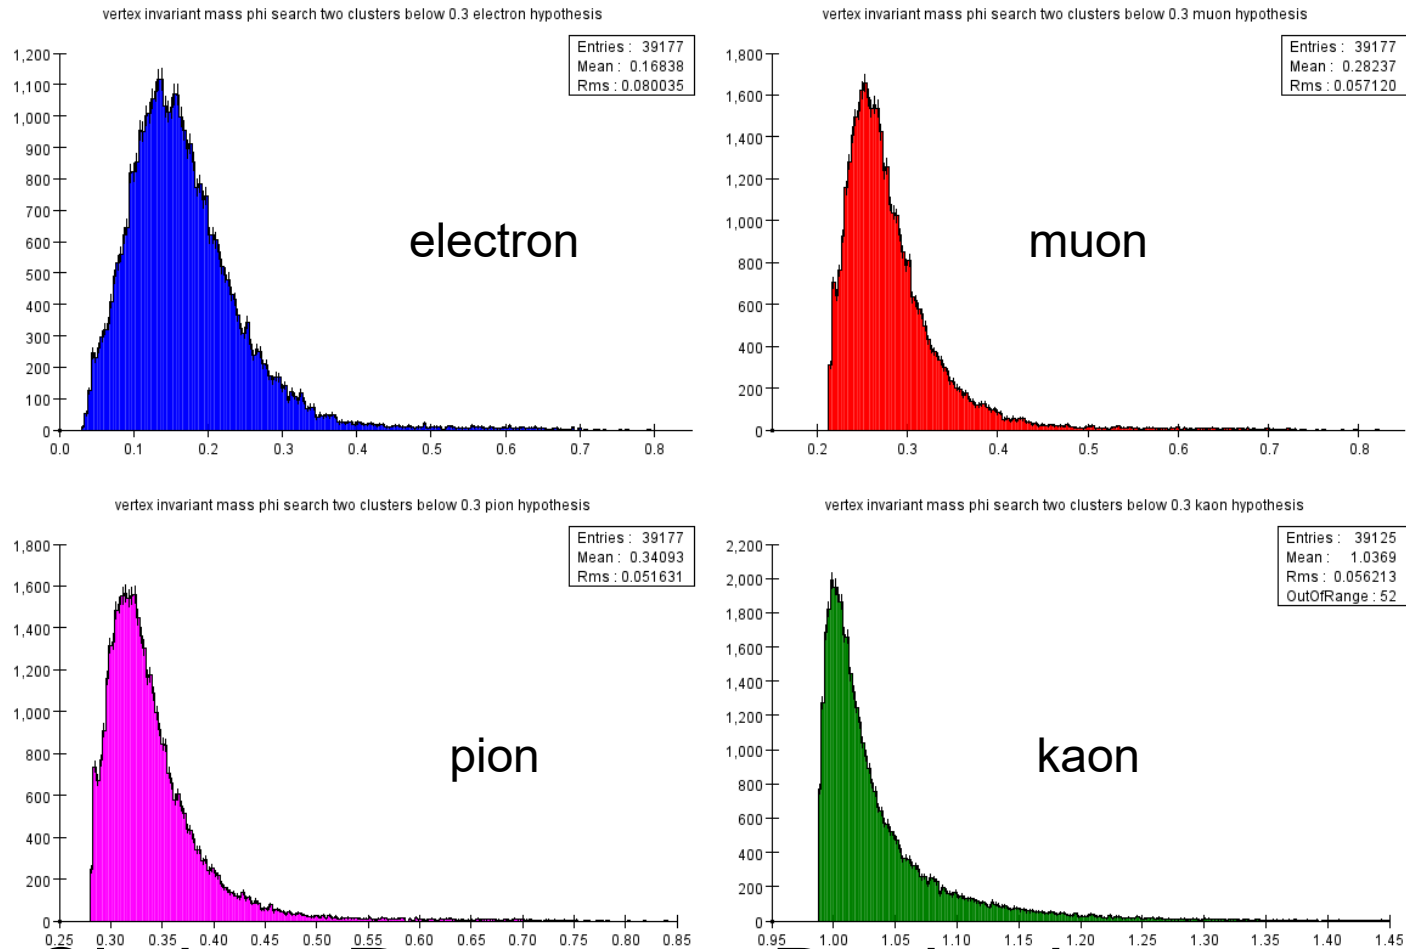 vertex invariant mass phi search two clusters below 0.3 electron hypothesis
Entries : 39177
Mean : 0.16838
Rms : 0.080035
1,200
1,100
1,000
900
800
700
600
500
400
300
200
100
0
electron
0.0 0.1 0.2 0.3 0.4 0.5 0.6 0.7 0.8
vertex invariant mass phi search two clusters below 0.3 muon hypothesis
Entries : 39177
Mean : 0.28237
Rms : 0.057120
1,800
1,600
1,400
1,200
1,000
800
600
400
200
0
muon
0.2 0.3 0.4 0.5 0.6 0.7 0.8
vertex invariant mass phi search two clusters below 0.3 pion hypothesis
Entries : 39177
Mean : 0.34093
Rms : 0.051631
1,800
1,600
1,400
1,200
1,000
800
600
400
200
0
pion
0.25 0.30 0.35 0.40 0.45 0.50 0.55 0.60 0.65 0.70 0.75 0.80 0.85
vertex invariant mass phi search two clusters below 0.3 kaon hypothesis
Entries : 39125
Mean : 1.0369
Rms : 0.056213
OutOfRange : 52
2,200
2,000
1,800
1,600
1,400
1,200
1,000
800
600
400
200
0
kaon
0.95 1.00 1.05 1.10 1.15 1.20 1.25 1.30 1.35 1.40 1.45